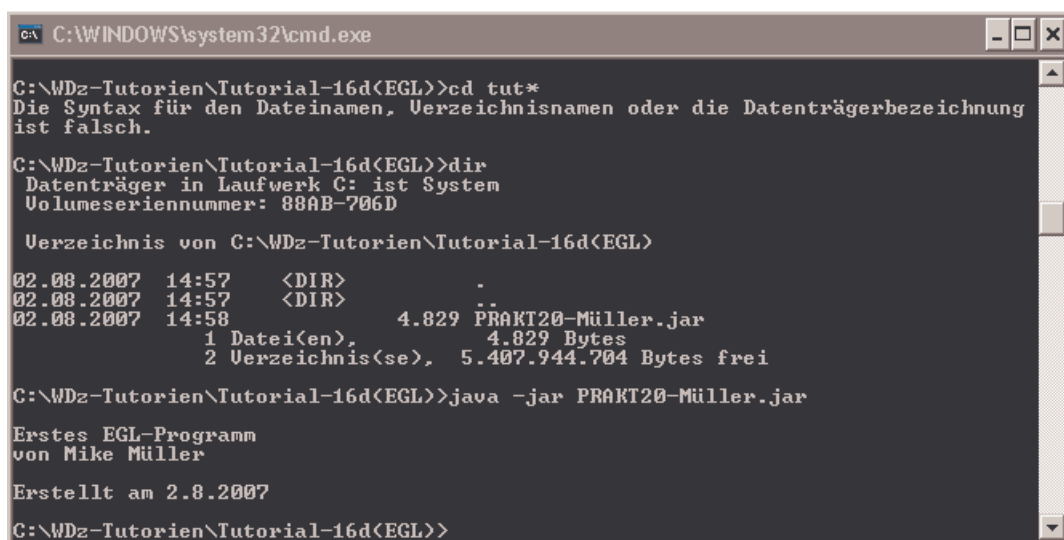 C:\WINDOWS\system32\cmd.exe
C:\WDz-Tutorien\Tutorial-16d(EGL)>cd tut*
Die Syntax für den Dateinamen, Verzeichnisnamen oder die Datenträgerbezeichnung
ist falsch.
C:\WDz-Tutorien\Tutorial-16d(EGL)>dir
Datenträger in Laufwerk C: ist System
Volumeseriennummer: 88AB-706D
Verzeichnis von C:\WDz-Tutorien\Tutorial-16d(EGL)
02.08.2007 14:57 <DIR> .
02.08.2007 14:57 <DIR> ..
02.08.2007 14:58 4.829 PRAKT20-Müller.jar
1 Datei(en), 4.829 Bytes
2 Verzeichnis(se), 5.407.944.704 Bytes frei
C:\WDz-Tutorien\Tutorial-16d(EGL)>java -jar PRAKT20-Müller.jar
Erstes EGL-Programm
von Mike Müller
Erstellt am 2.8.2007
C:\WDz-Tutorien\Tutorial-16d(EGL)>